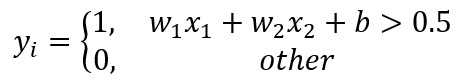 y_i = { 1, w_1x_1 + w_2x_2 + b > 0.5
0, other